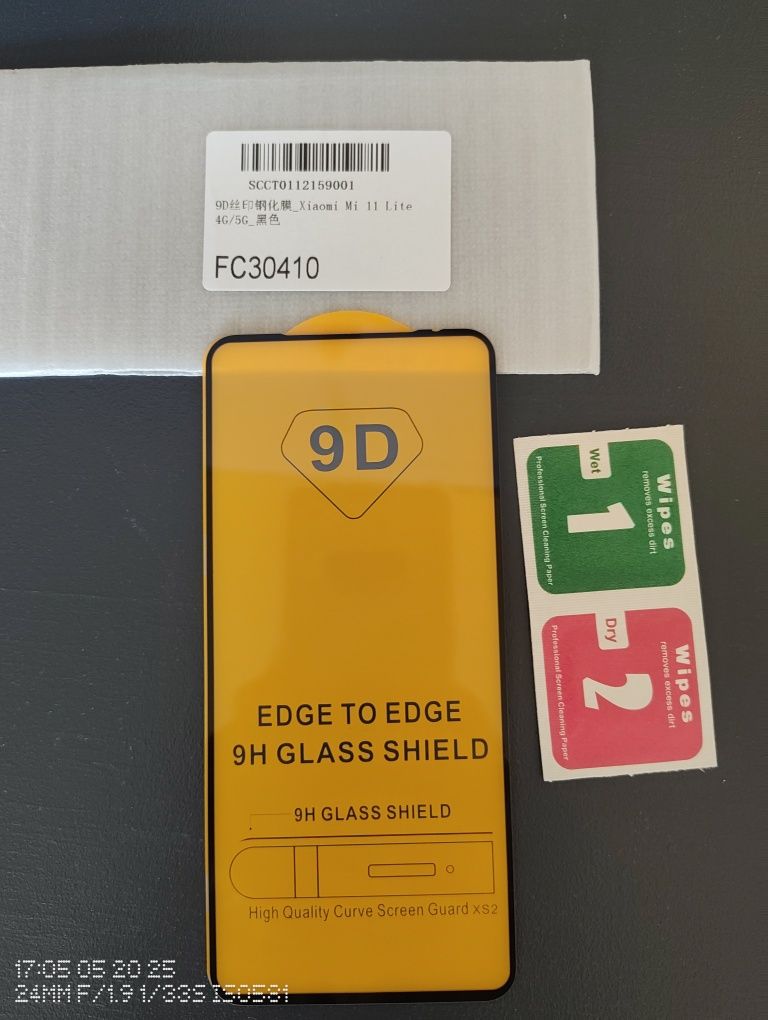 SCCT0112159001
9D丝印钢化膜_Xiaomi Mi 11 Lite
4G/5G_黑色
FC30410
9D
EDGE TO EDGE
9H GLASS SHIELD
9H GLASS SHIELD
High Quality Curve Screen Guard XS2
Wipes
removes excess dirt
1
Wet
Professional Screen Cleaning Paper
Wipes
removes excess dirt
2
Dry
Professional Screen Cleaning Paper
17:05 05 20 25
24MM F/1.9 1/33S ISO581